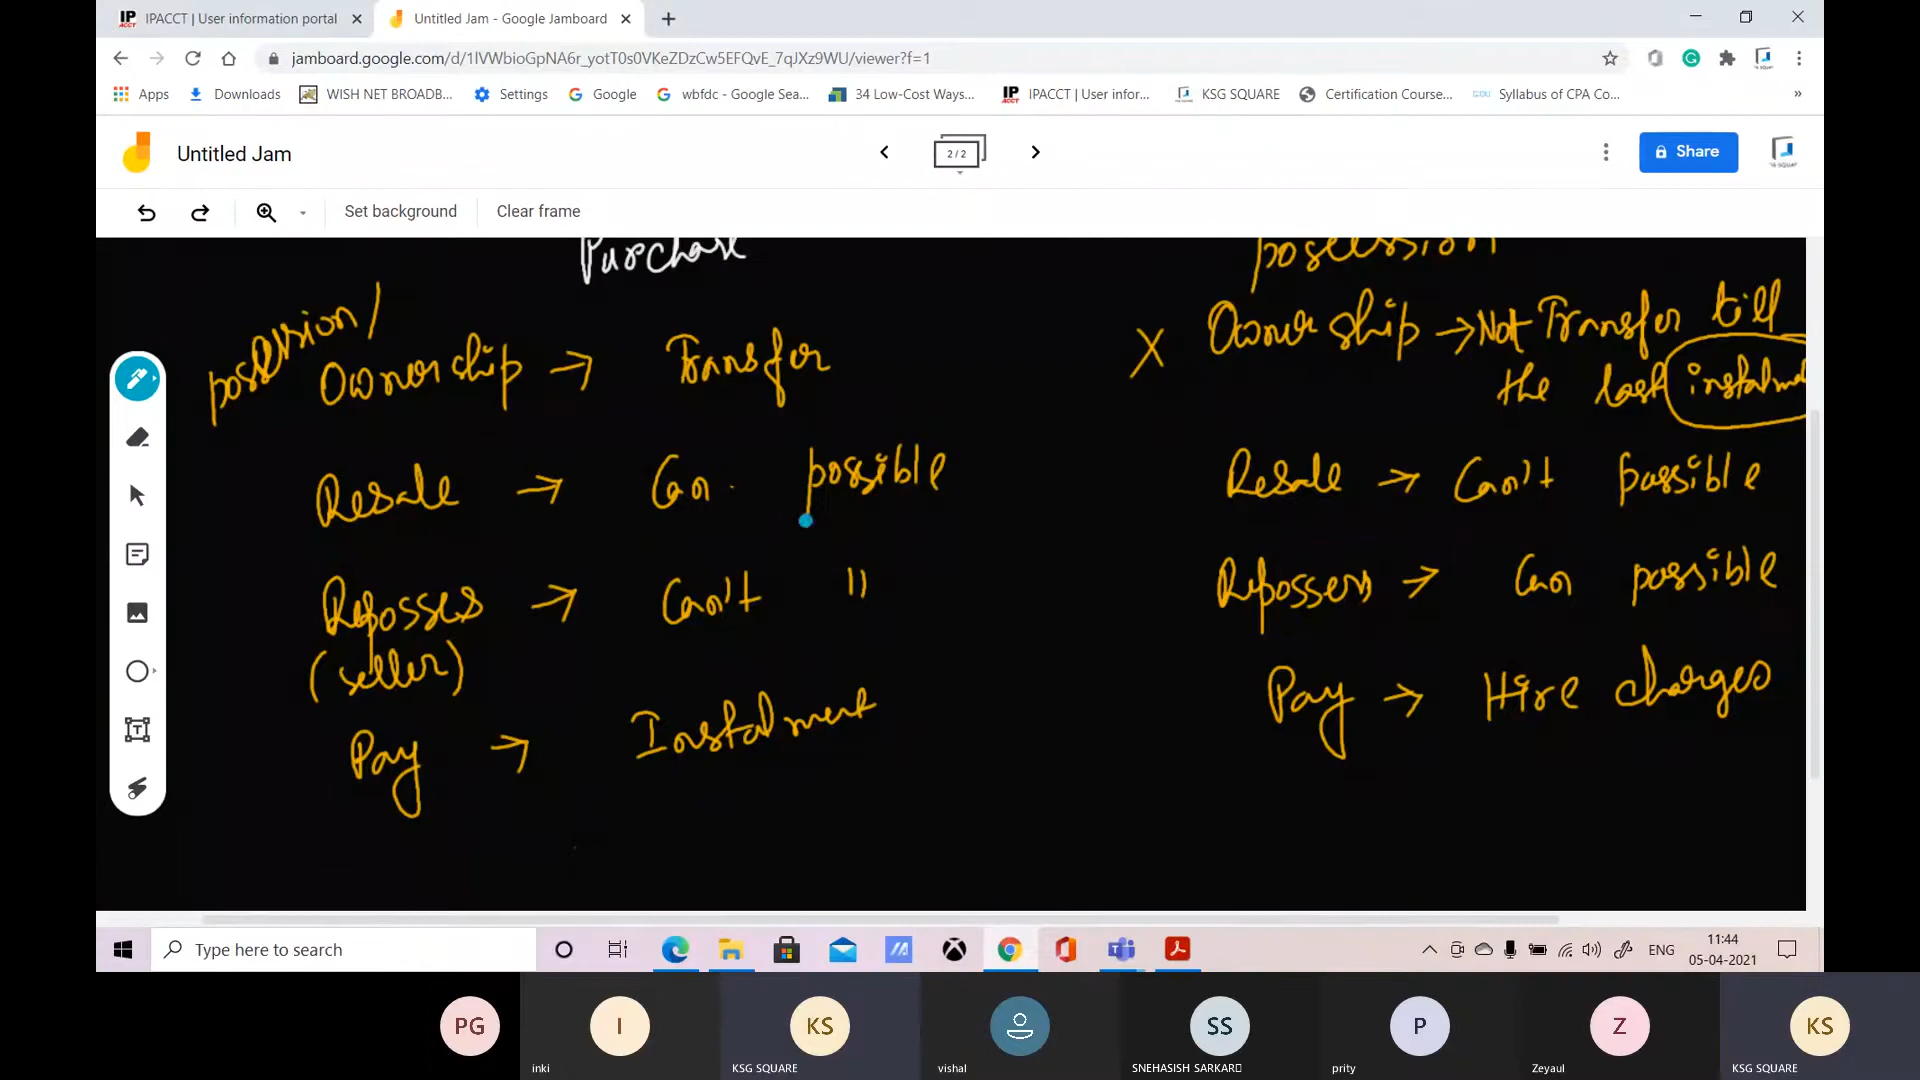 IPACCT | User information portal
Untitled Jam - Google Jamboard
jamboard.google.com/d/1lVWbioGpNA6r_yotT0s0VKeZDzCw5EFQvE_7qJXz9WU/viewer?f=1
Apps Downloads WISH NET BROADB... Settings Google wbfdc - Google Sea... 34 Low-Cost Ways... IPACCT | User infor... KSG SQUARE Certification Course... Syllabus of CPA Co... »
Untitled Jam
2 / 2
Share
Set background Clear frame
Purchase
possession/
Ownership → Transfer
Resale → Can possible
Reposses → Can't "
(seller)
Pay → Instalment
possession
X Ownership → Not Transfer till
the last instalme
Resale → Can't possible
Repossess → Can possible
Pay → Hire charges
Type here to search
ENG
11:44
05-04-2021
PG
I
KS
SS
P
Z
KS
inki
KSG SQUARE
vishal
SNEHASISH SARKAR
prity
Zeyaul
KSG SQUARE